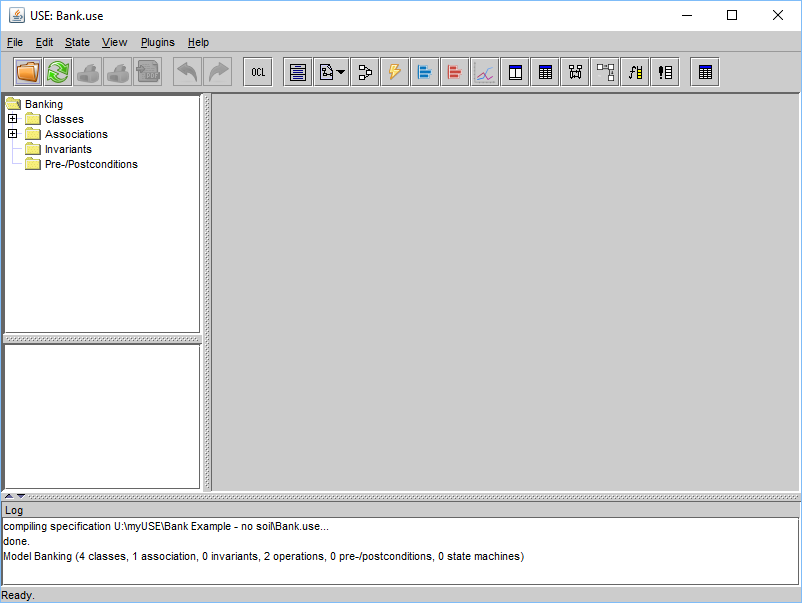 USE: Bank.use
File Edit State View Plugins Help
OCL
Banking
Classes
Associations
Invariants
Pre-/Postconditions
Log
compiling specification U:\myUSE\Bank Example - no soil\Bank.use...
done.
Model Banking (4 classes, 1 association, 0 invariants, 2 operations, 0 pre-/postconditions, 0 state machines)
Ready.